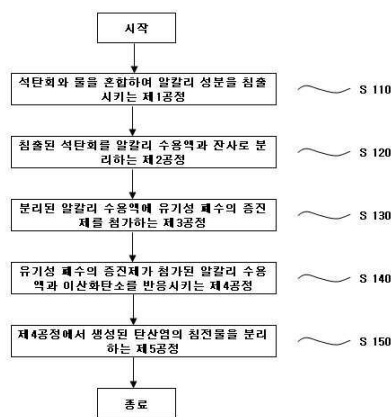 시작
석탄회와 물을 혼합하여 알칼리 성분을 침출
시키는 제1공정
S 110
침출된 석탄회를 알칼리 수용액과 잔사로 분
리하는 제2공정
S 120
분리된 알칼리 수용액에 유기성 폐수의 증진
제를 첨가하는 제3공정
S 130
유기성 폐수의 증진제가 첨가된 알칼리 수용
액과 이산화탄소를 반응시키는 제4공정
S 140
제4공정에서 생성된 탄산염의 침전물을 분리
하는 제5공정
S 150
종료